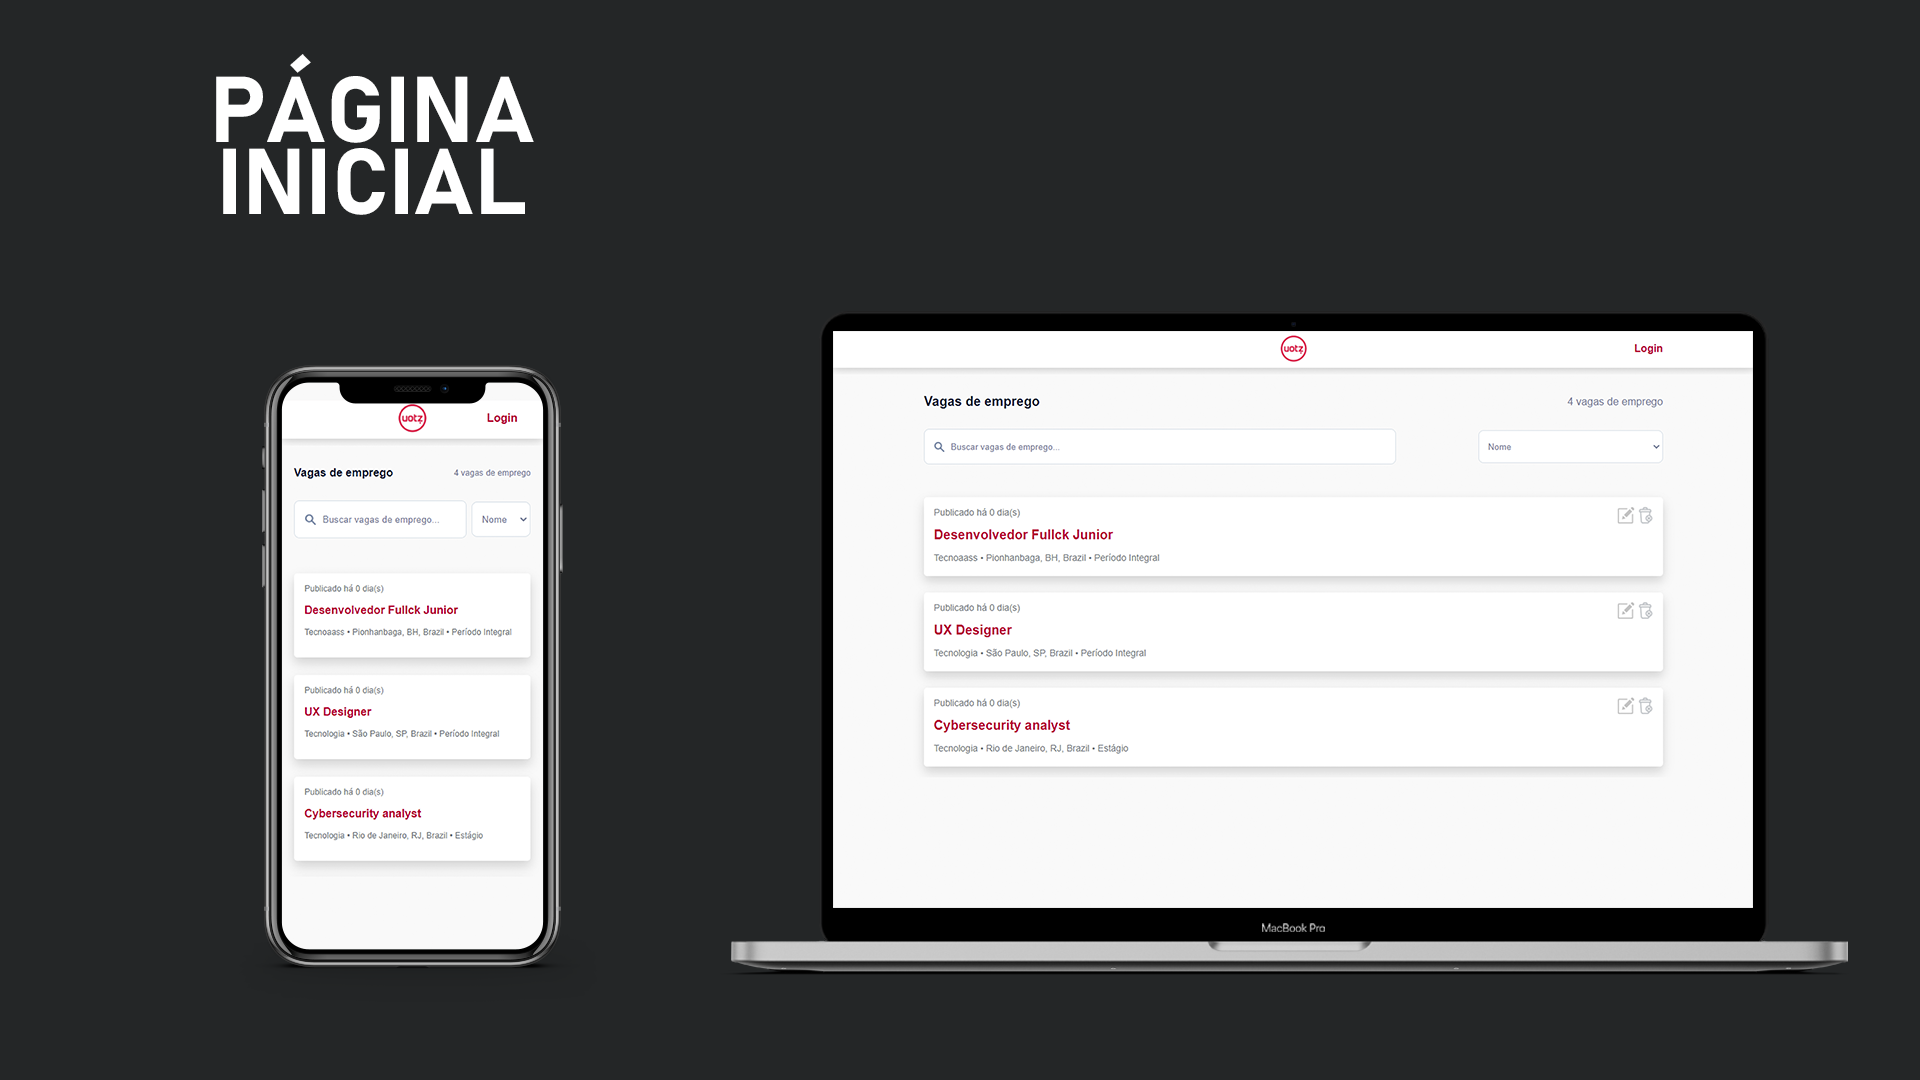 PÁGINA
INICIAL
uotz
Login
Vagas de emprego
4 vagas de emprego
Buscar vagas de emprego...
Nome
Publicado há 0 dia(s)
Desenvolvedor Fullck Junior
Tecnoaass • Pionhanbaga, BH, Brazil • Período Integral
Publicado há 0 dia(s)
UX Designer
Tecnologia • São Paulo, SP, Brazil • Período Integral
Publicado há 0 dia(s)
Cybersecurity analyst
Tecnologia • Rio de Janeiro, RJ, Brazil • Estágio
uotz
Login
Vagas de emprego
4 vagas de emprego
Buscar vagas de emprego...
Nome
Publicado há 0 dia(s)
Desenvolvedor Fullck Junior
Tecnoaass • Pionhanbaga, BH, Brazil • Período Integral
Publicado há 0 dia(s)
UX Designer
Tecnologia • São Paulo, SP, Brazil • Período Integral
Publicado há 0 dia(s)
Cybersecurity analyst
Tecnologia • Rio de Janeiro, RJ, Brazil • Estágio
MacBook Pro